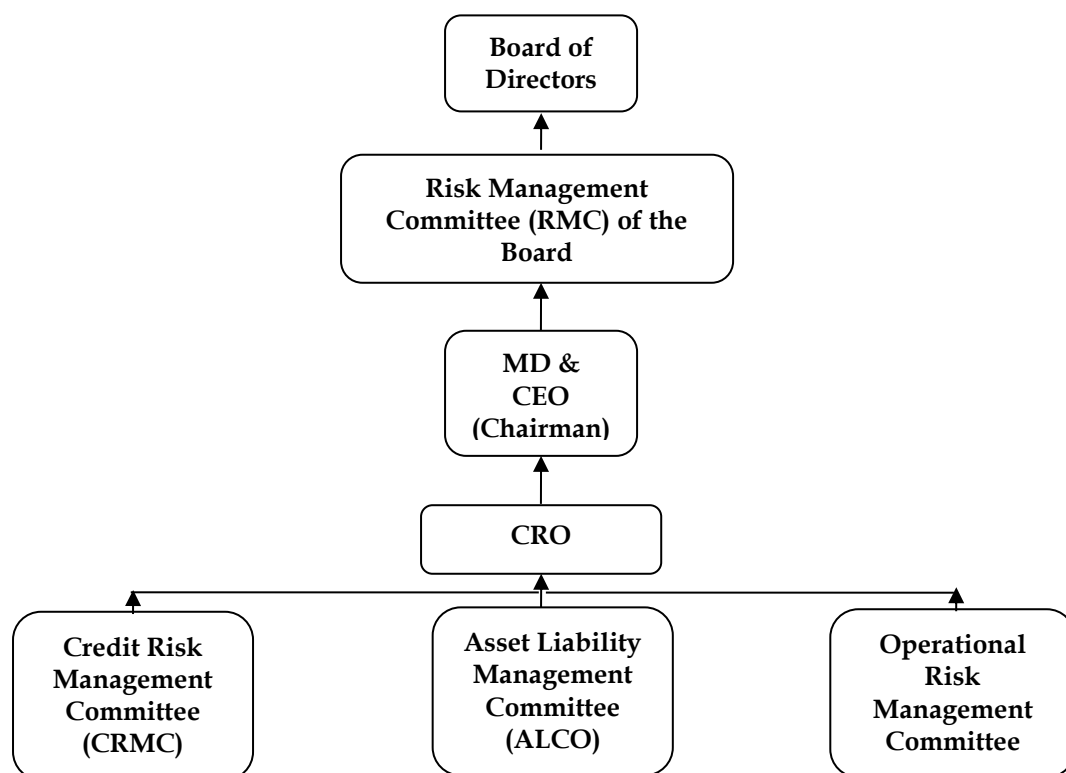 Board of
Directors
Risk Management
Committee (RMC) of the
Board
MD &
CEO
(Chairman)
CRO
Credit Risk
Management
Committee
(CRMC)
Asset Liability
Management
Committee
(ALCO)
Operational
Risk
Management
Committee